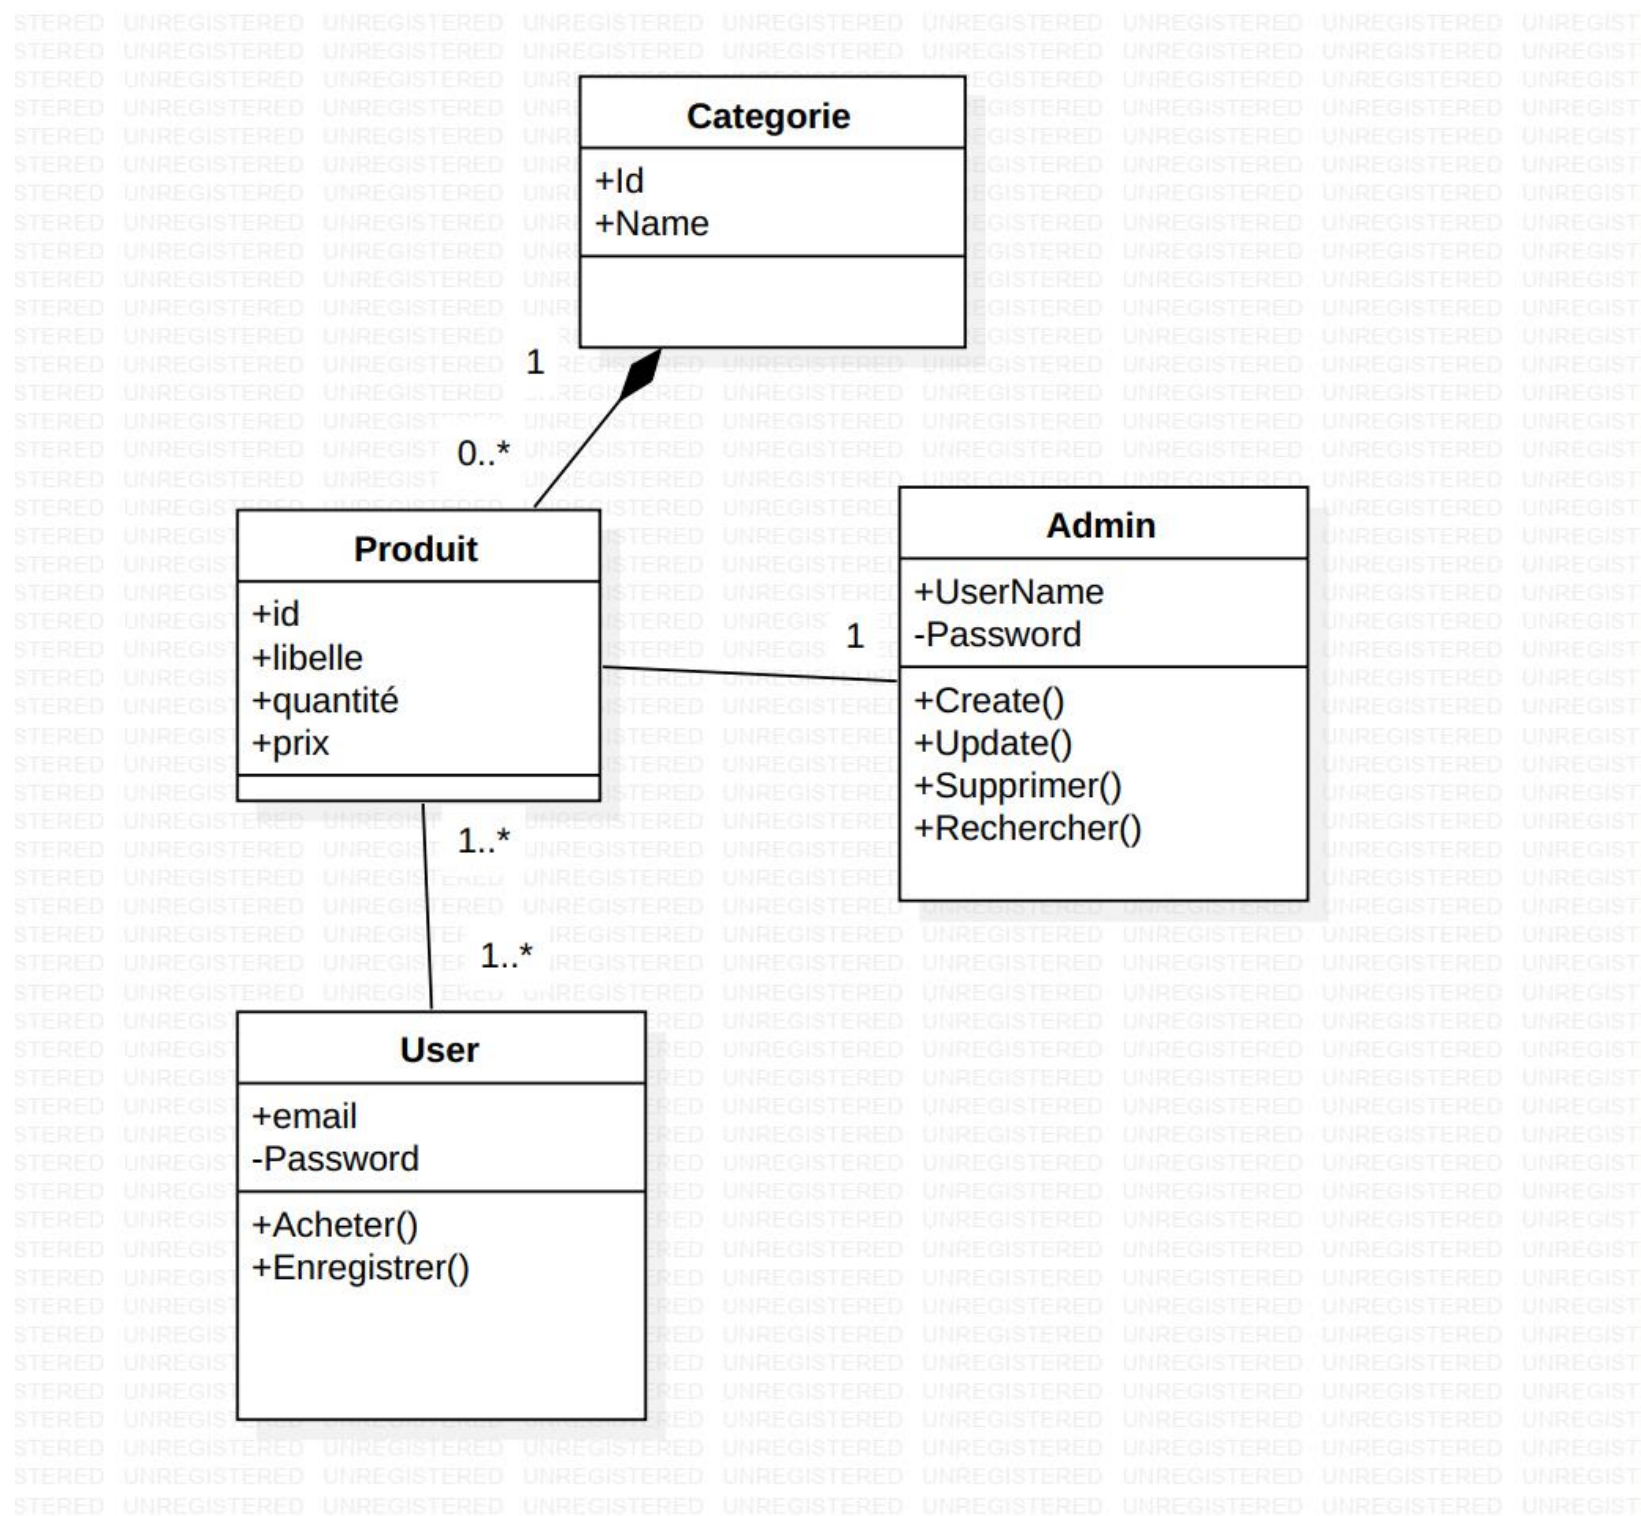 Categorie
+Id
+Name
1
0..*
Produit
+id
+libelle
+quantité
+prix
1
Admin
+UserName
-Password
+Create()
+Update()
+Supprimer()
+Rechercher()
1..*
1..*
User
+email
-Password
+Acheter()
+Enregistrer()
UNREGISTERED